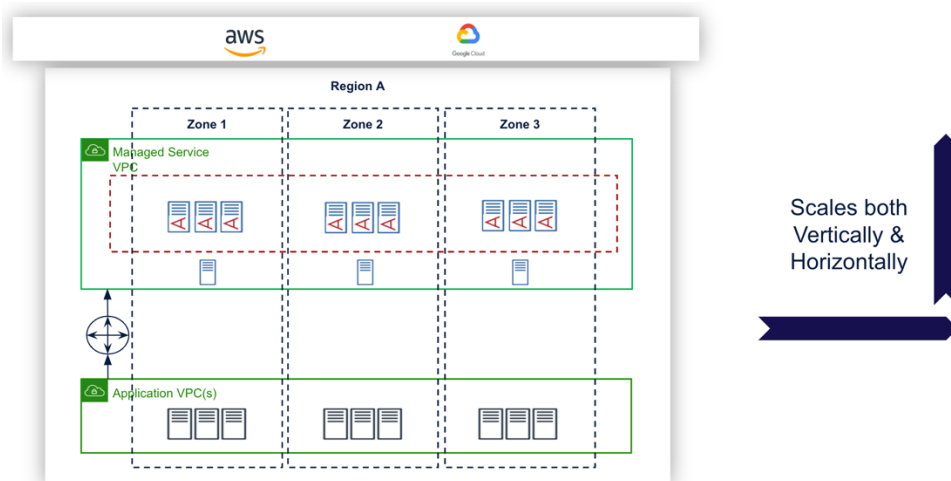 aws
Google Cloud
Region A
Zone 1
Zone 2
Zone 3
Managed Service
VPC
A A A
A A A
A A A
Application VPC(s)
Scales both
Vertically &
Horizontally